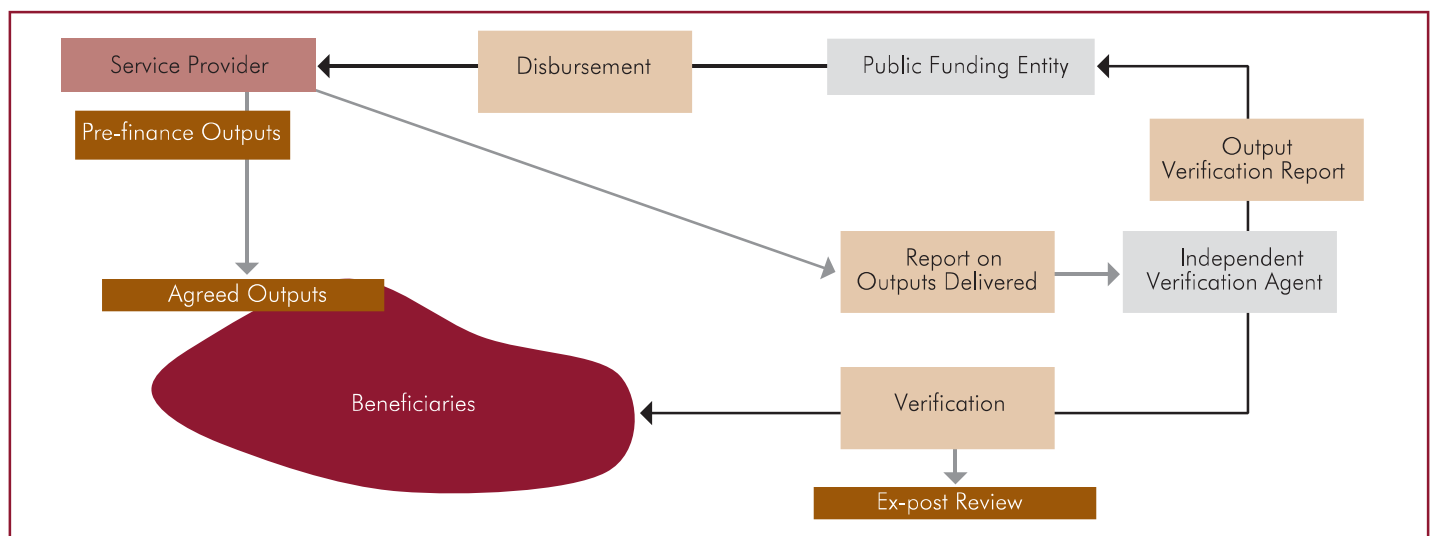 Service Provider
Disbursement
Public Funding Entity
Pre-finance Outputs
Output
Verification Report
Report on
Outputs Delivered
Independent
Verification Agent
Agreed Outputs
Beneficiaries
Verification
Ex-post Review